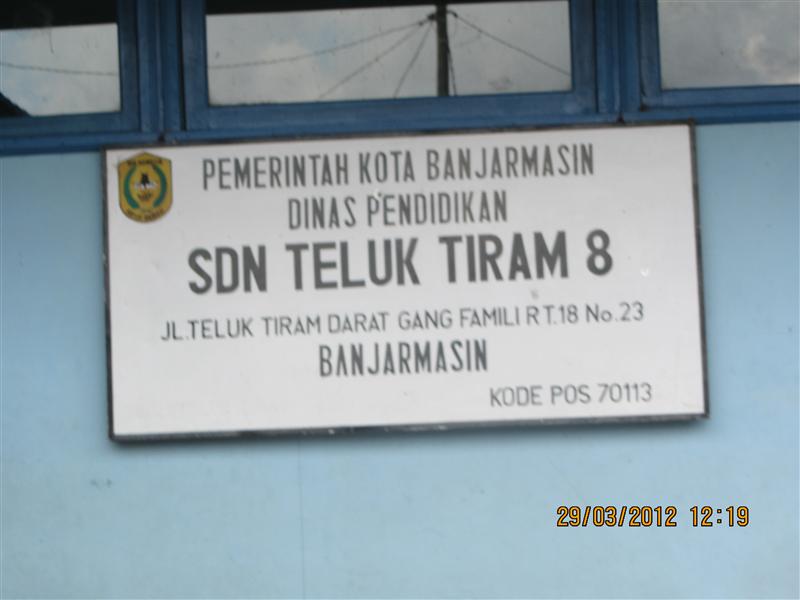 PEMERINTAH KOTA BANJARMASIN
DINAS PENDIDIKAN
SDN TELUK TIRAM 8
JL.TELUK TIRAM DARAT GANG FAMILI RT.18 No.23
BANJARMASIN
KODE POS 70113
29/03/2012 12:19